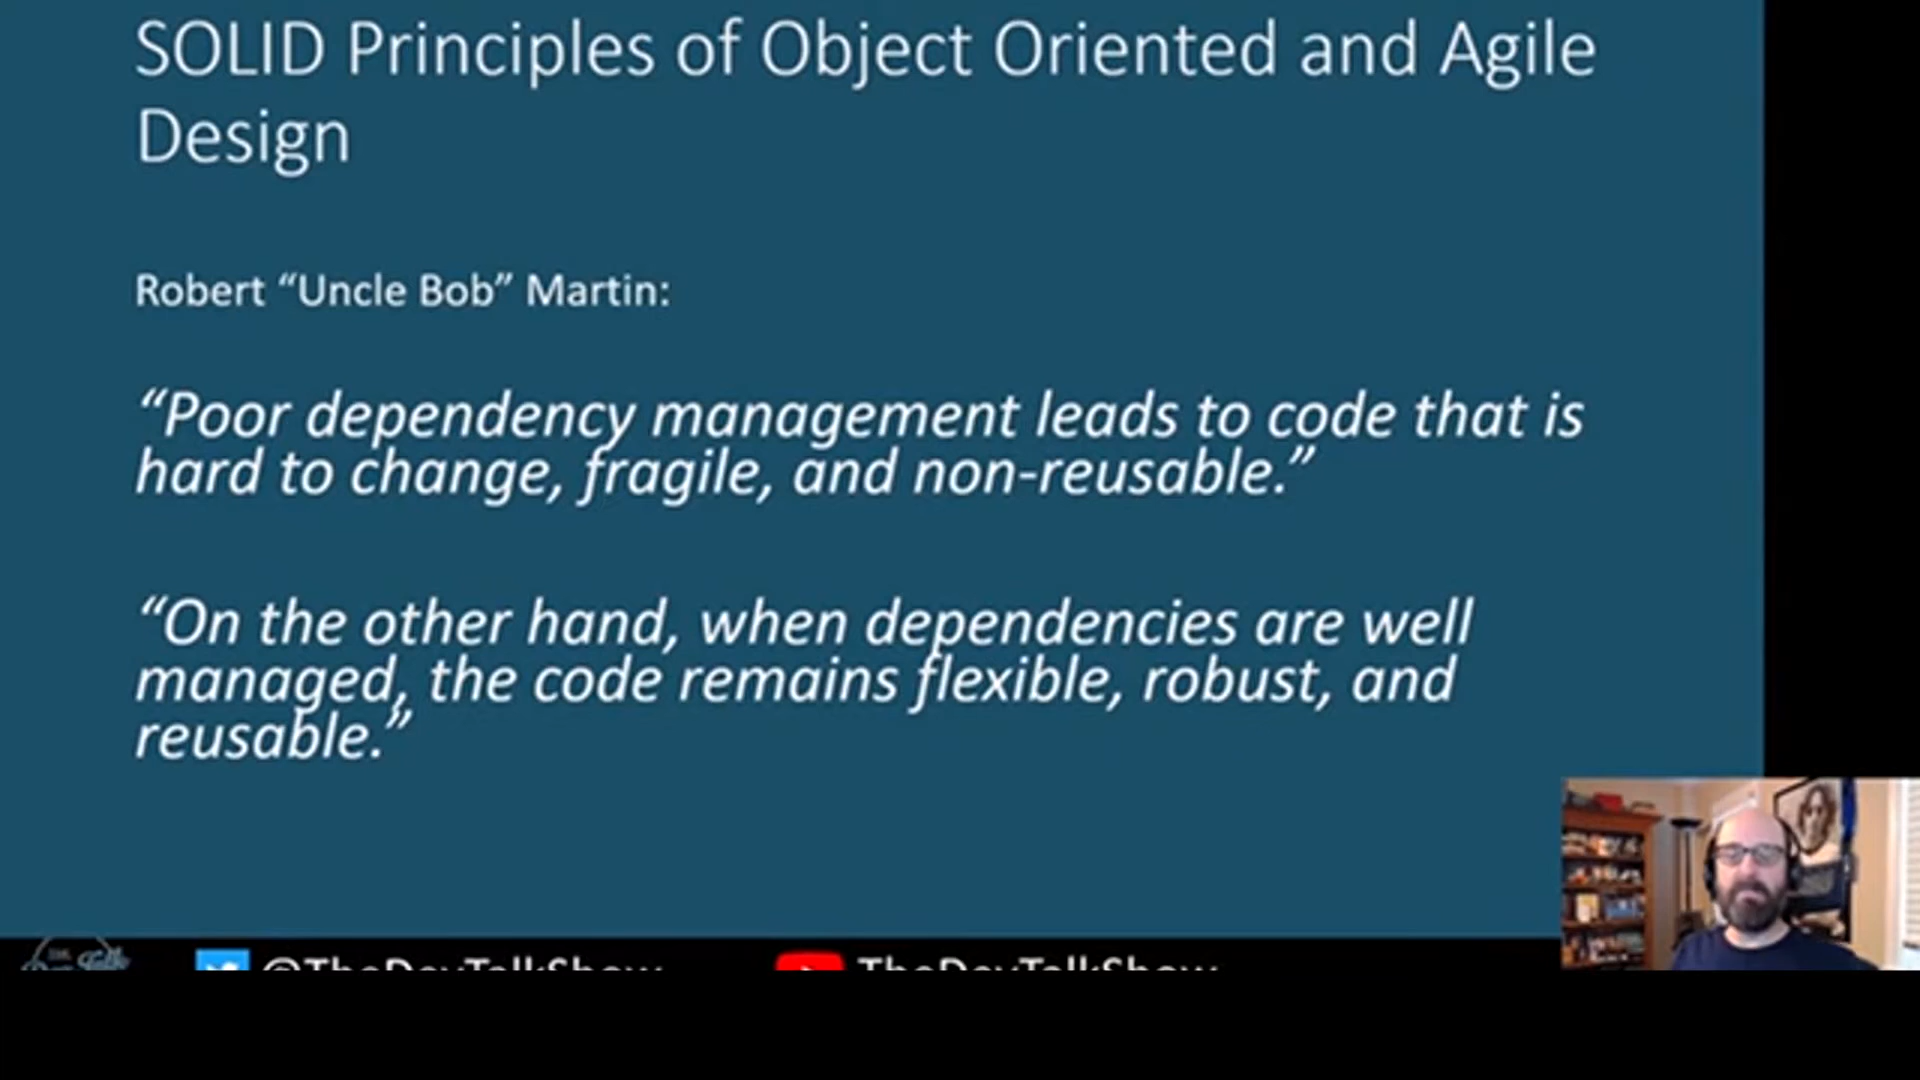 SOLID Principles of Object Oriented and Agile
Design
Robert “Uncle Bob” Martin:
“Poor dependency management leads to code that is
hard to change, fragile, and non-reusable.”
“On the other hand, when dependencies are well
managed, the code remains flexible, robust, and
reusable.”
@TheDevTalkShow
TheDevTalkShow